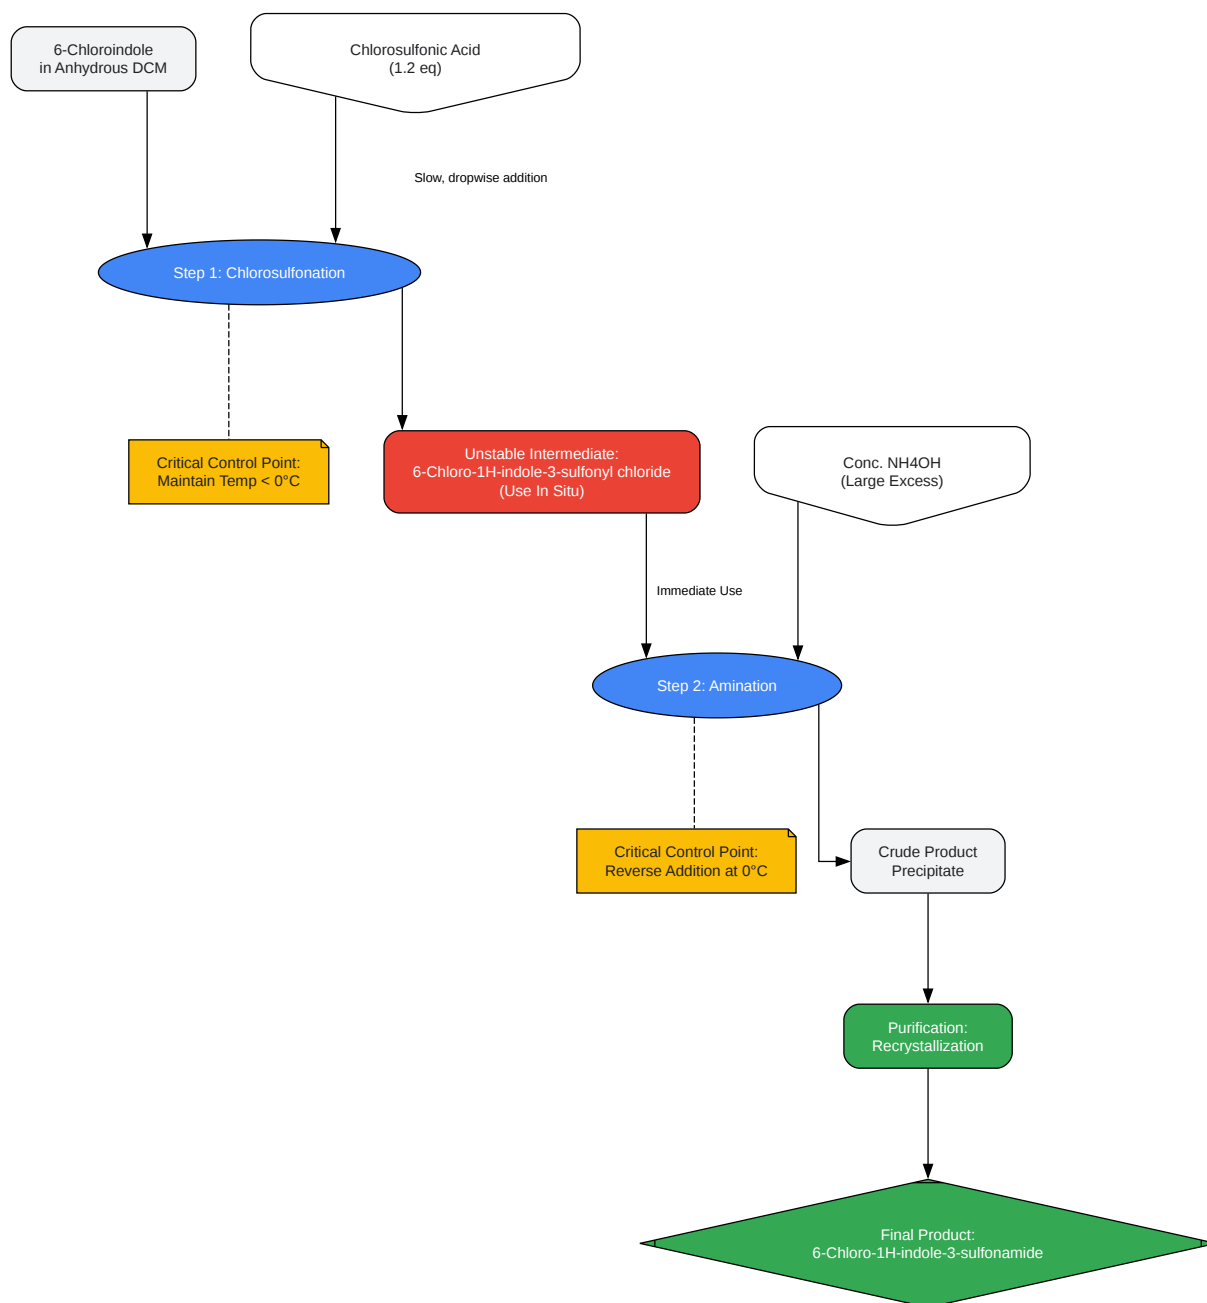 6-Chloroindole
in Anhydrous DCM
Chlorosulfonic Acid
(1.2 eq)
Slow, dropwise addition
Step 1: Chlorosulfonation
Critical Control Point:
Maintain Temp < 0°C
Unstable Intermediate:
6-Chloro-1H-indole-3-sulfonyl chloride
(Use In Situ)
Conc. NH4OH
(Large Excess)
Immediate Use
Step 2: Amination
Critical Control Point:
Reverse Addition at 0°C
Crude Product
Precipitate
Purification:
Recrystallization
Final Product:
6-Chloro-1H-indole-3-sulfonamide